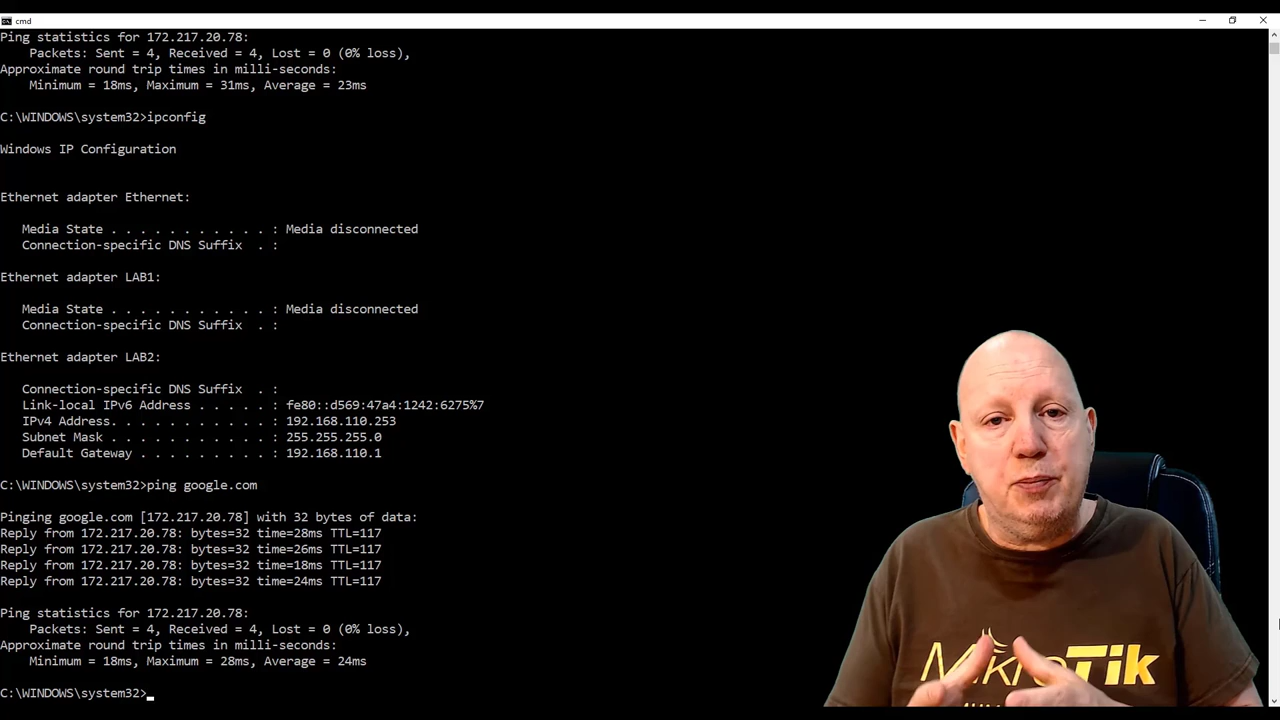 cmd
Ping statistics for 172.217.20.78:
Packets: Sent = 4, Received = 4, Lost = 0 (0% loss),
Approximate round trip times in milli-seconds:
Minimum = 18ms, Maximum = 31ms, Average = 23ms
C:\WINDOWS\system32>ipconfig
Windows IP Configuration
Ethernet adapter Ethernet:
Media State . . . . . . . . . . . : Media disconnected
Connection-specific DNS Suffix  . :
Ethernet adapter LAB1:
Media State . . . . . . . . . . . : Media disconnected
Connection-specific DNS Suffix  . :
Ethernet adapter LAB2:
Connection-specific DNS Suffix  . :
Link-local IPv6 Address . . . . . : fe80::d569:47a4:1242:6275%7
IPv4 Address. . . . . . . . . . . : 192.168.110.253
Subnet Mask . . . . . . . . . . . : 255.255.255.0
Default Gateway . . . . . . . . . : 192.168.110.1
C:\WINDOWS\system32>ping google.com
Pinging google.com [172.217.20.78] with 32 bytes of data:
Reply from 172.217.20.78: bytes=32 time=28ms TTL=117
Reply from 172.217.20.78: bytes=32 time=26ms TTL=117
Reply from 172.217.20.78: bytes=32 time=18ms TTL=117
Reply from 172.217.20.78: bytes=32 time=24ms TTL=117
Ping statistics for 172.217.20.78:
Packets: Sent = 4, Received = 4, Lost = 0 (0% loss),
Approximate round trip times in milli-seconds:
Minimum = 18ms, Maximum = 28ms, Average = 24ms
C:\WINDOWS\system32>
MikroTik